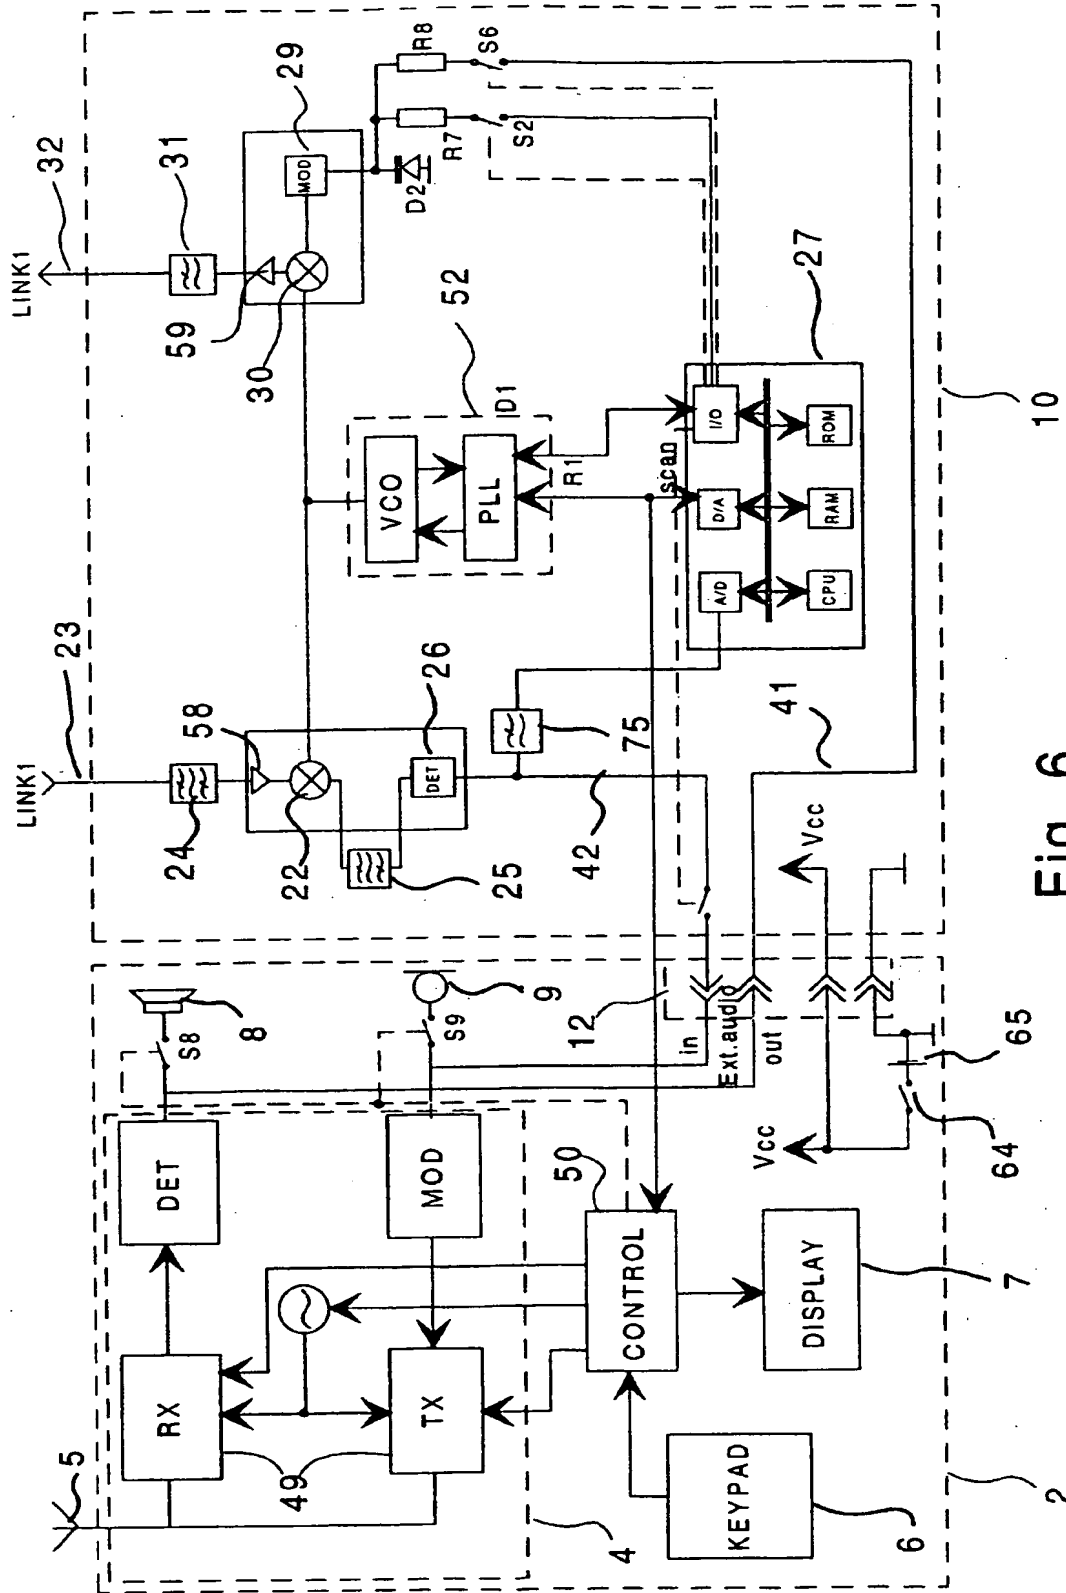 5
49
RX
TX
DET
MOD
S8
8
S9
9
4
KEYPAD
6
CONTROL
50
DISPLAY
7
2
12
in
Ext.audio
out
Vcc
64
65
Vcc
LINK1
23
24
58
22
25
DET
26
42
75
41
LINK1
32
31
59
30
MOD
29
D2
R7
R8
S2
S6
VCO
PLL
52
D1
R1
scan
A/D
D/A
I/O
CPU
RAM
ROM
27
10
Fig. 6